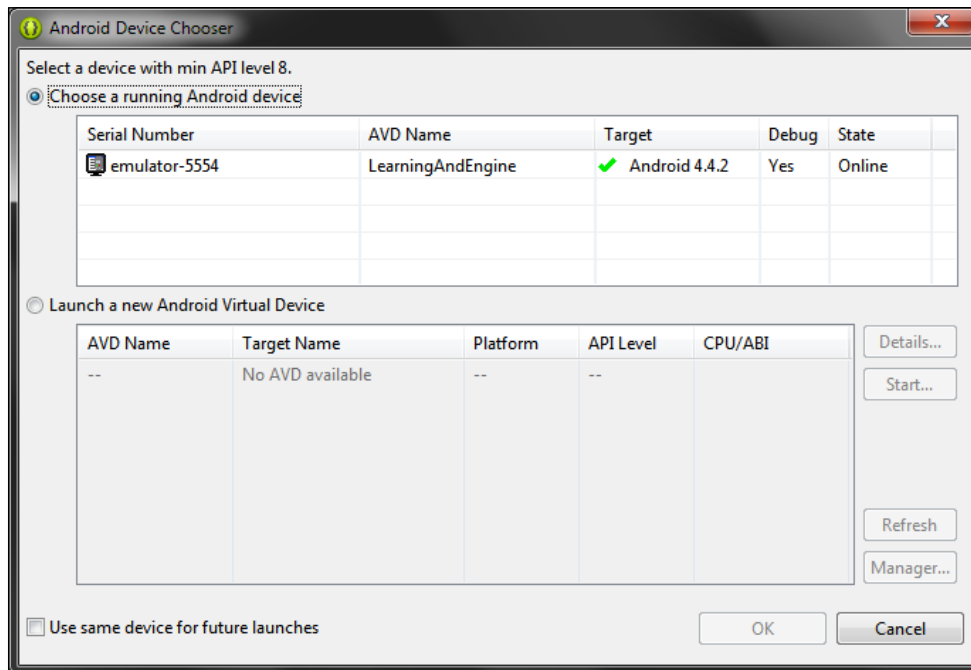 Android Device Chooser
Select a device with min API level 8.
Choose a running Android device
Serial Number AVD Name Target Debug State
emulator-5554 LearningAndEngine Android 4.4.2 Yes Online
Launch a new Android Virtual Device
AVD Name Target Name Platform API Level CPU/ABI
-- No AVD available -- --
Details...
Start...
Refresh
Manager...
Use same device for future launches
OK Cancel